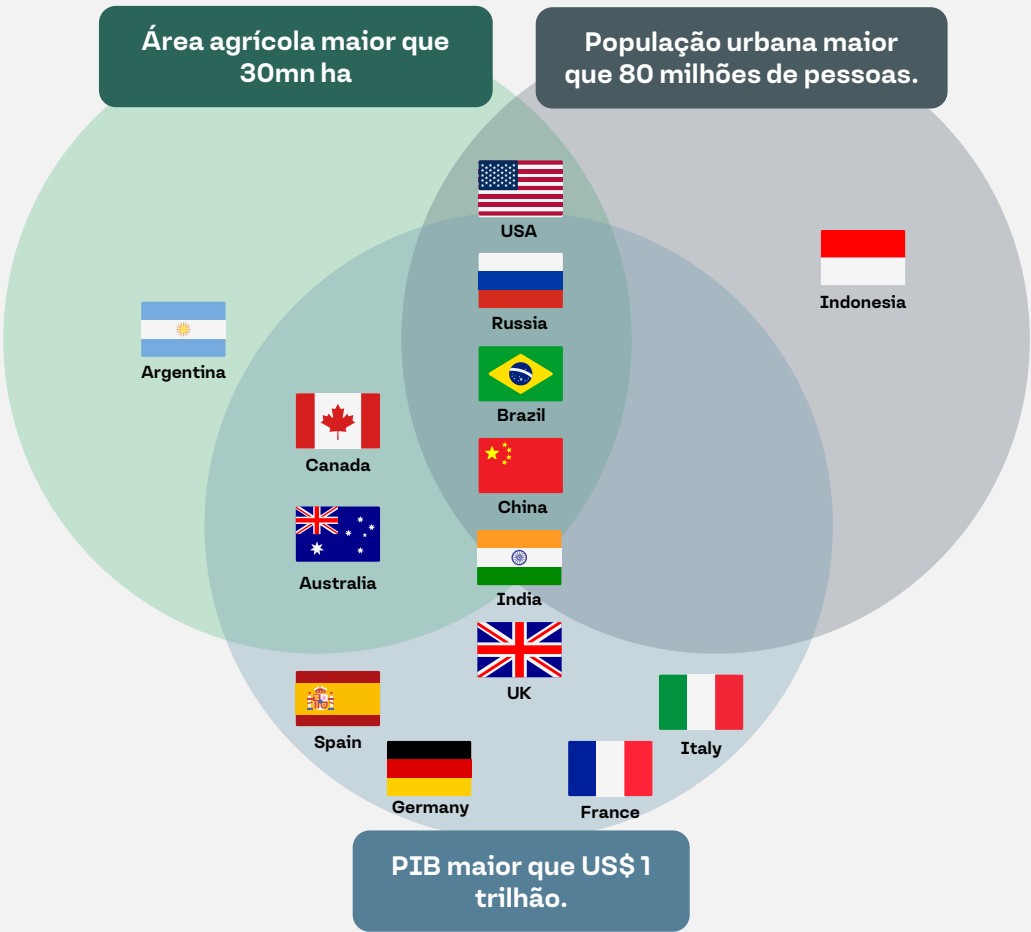 Área agrícola maior que
30mn ha
População urbana maior
que 80 milhões de pessoas.
USA
Indonesia
Russia
Argentina
Brazil
Canada
China
Australia
India
UK
Spain
Italy
Germany
France
PIB maior que US$ 1
trilhão.